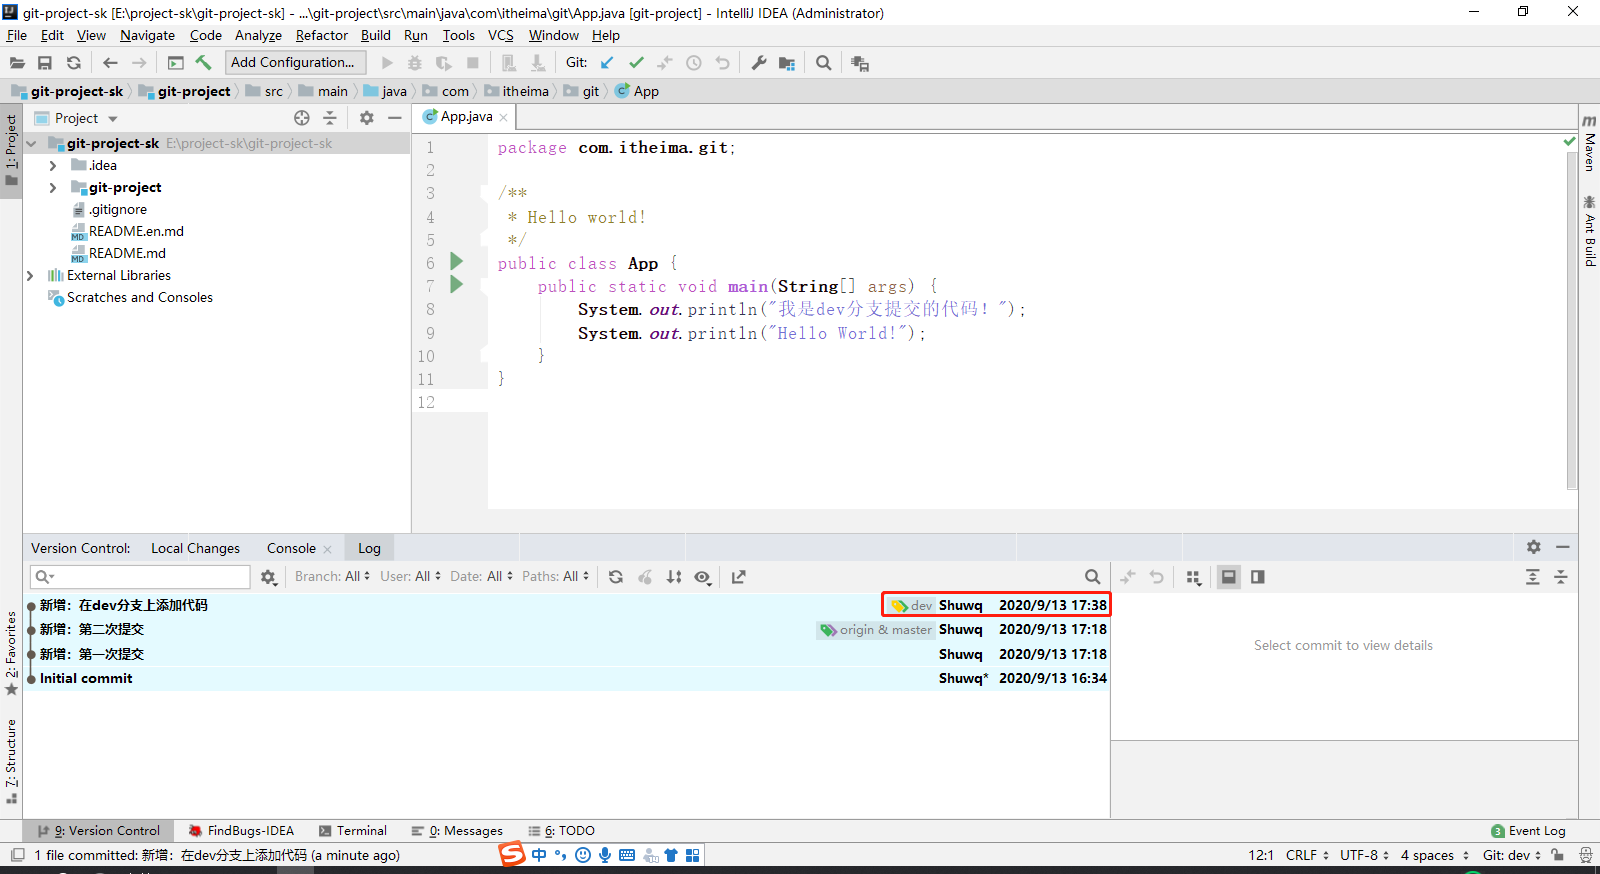 git-project-sk [E:\project-sk\git-project-sk] - ...\git-project\src\main\java\com\itheima\git\App.java [git-project] - IntelliJ IDEA (Administrator)
File Edit View Navigate Code Analyze Refactor Build Run Tools VCS Window Help
Add Configuration... Git:
git-project-sk git-project src main java com itheima git App
1: Project
Project
App.java
git-project-sk E:\project-sk\git-project-sk
.idea
git-project
.gitignore
README.en.md
README.md
External Libraries
Scratches and Consoles
1 package com.itheima.git;
2
3 /**
4 * Hello world!
5 */
6 public class App {
7 public static void main(String[] args) {
8 System.out.println("我是dev分支提交的代码！");
9 System.out.println("Hello World!");
10 }
11 }
12
Maven
Ant Build
Version Control: Local Changes Console Log
Branch: All User: All Date: All Paths: All
新增：在dev分支上添加代码 dev Shuwq 2020/9/13 17:38
新增：第二次提交 origin & master Shuwq 2020/9/13 17:18
新增：第一次提交 Shuwq 2020/9/13 17:18
Initial commit Shuwq* 2020/9/13 16:34
Select commit to view details
2: Favorites
7: Structure
9: Version Control FindBugs-IDEA Terminal 0: Messages 6: TODO 3 Event Log
1 file committed: 新增：在dev分支上添加代码 (a minute ago) 中 12:1 CRLF UTF-8 4 spaces Git: dev